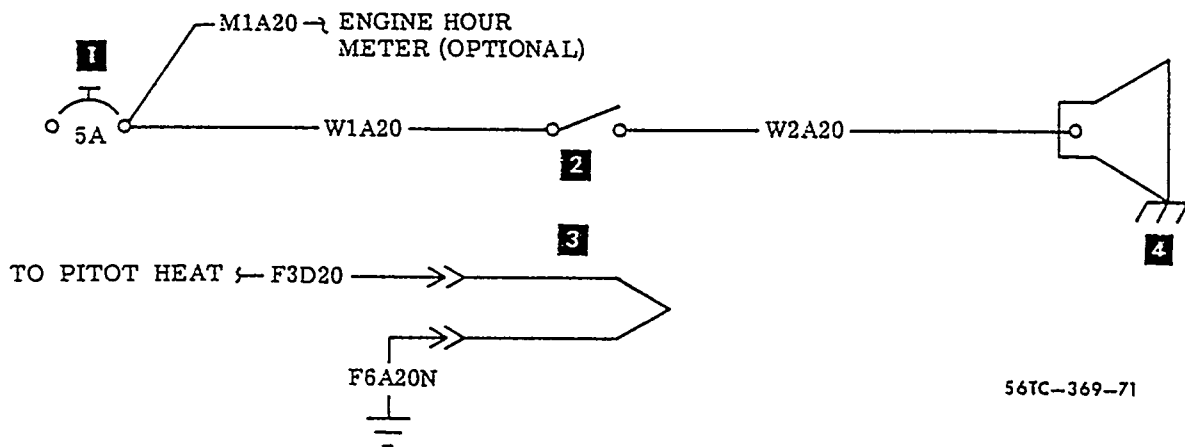 M1A20 ENGINE HOUR
METER (OPTIONAL)
1
5A
W1A20
W2A20
2
3
4
TO PITOT HEAT F3D20
F6A20N
56TC-369-71